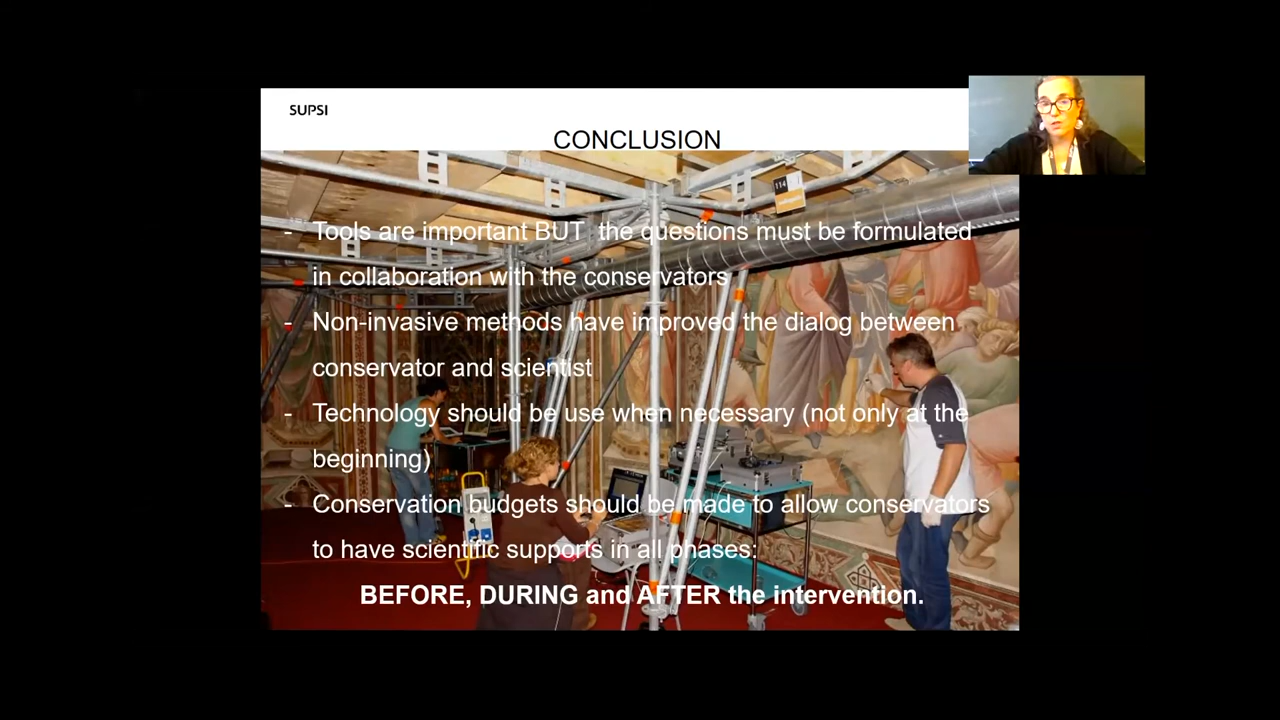 SUPSI
CONCLUSION
114
- Tools are important BUT the questions must be formulated
in collaboration with the conservators
- Non-invasive methods have improved the dialog between
conservator and scientist
- Technology should be use when necessary (not only at the
beginning)
- Conservation budgets should be made to allow conservators
to have scientific supports in all phases:
BEFORE, DURING and AFTER the intervention.